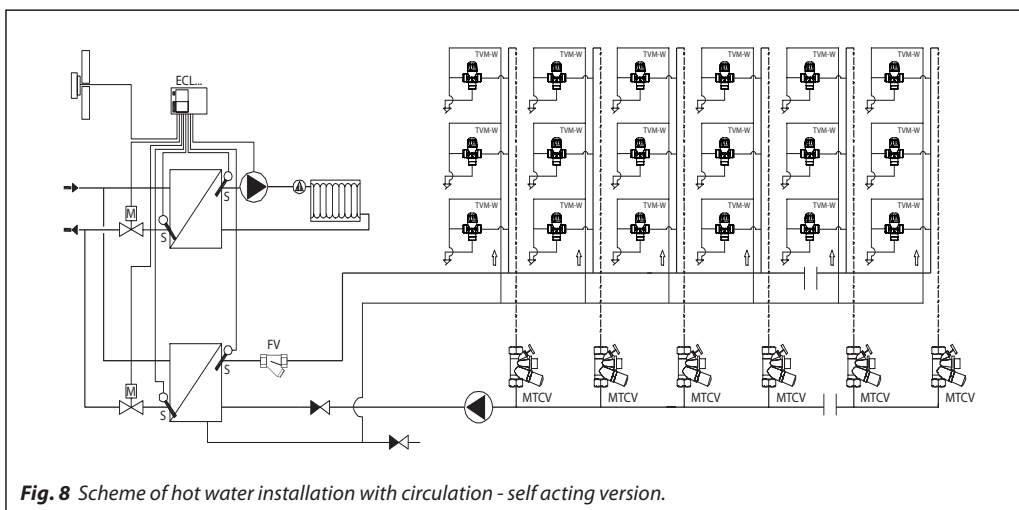 TVM-W TVM-W TVM-W TVM-W TVM-W TVM-W
ECL...
TVM-W TVM-W TVM-W TVM-W TVM-W TVM-W
S
M
S
TVM-W TVM-W TVM-W TVM-W TVM-W TVM-W
FV
S
M
S
MTCV MTCV MTCV MTCV MTCV MTCV
Fig. 8 Scheme of hot water installation with circulation - self acting version.